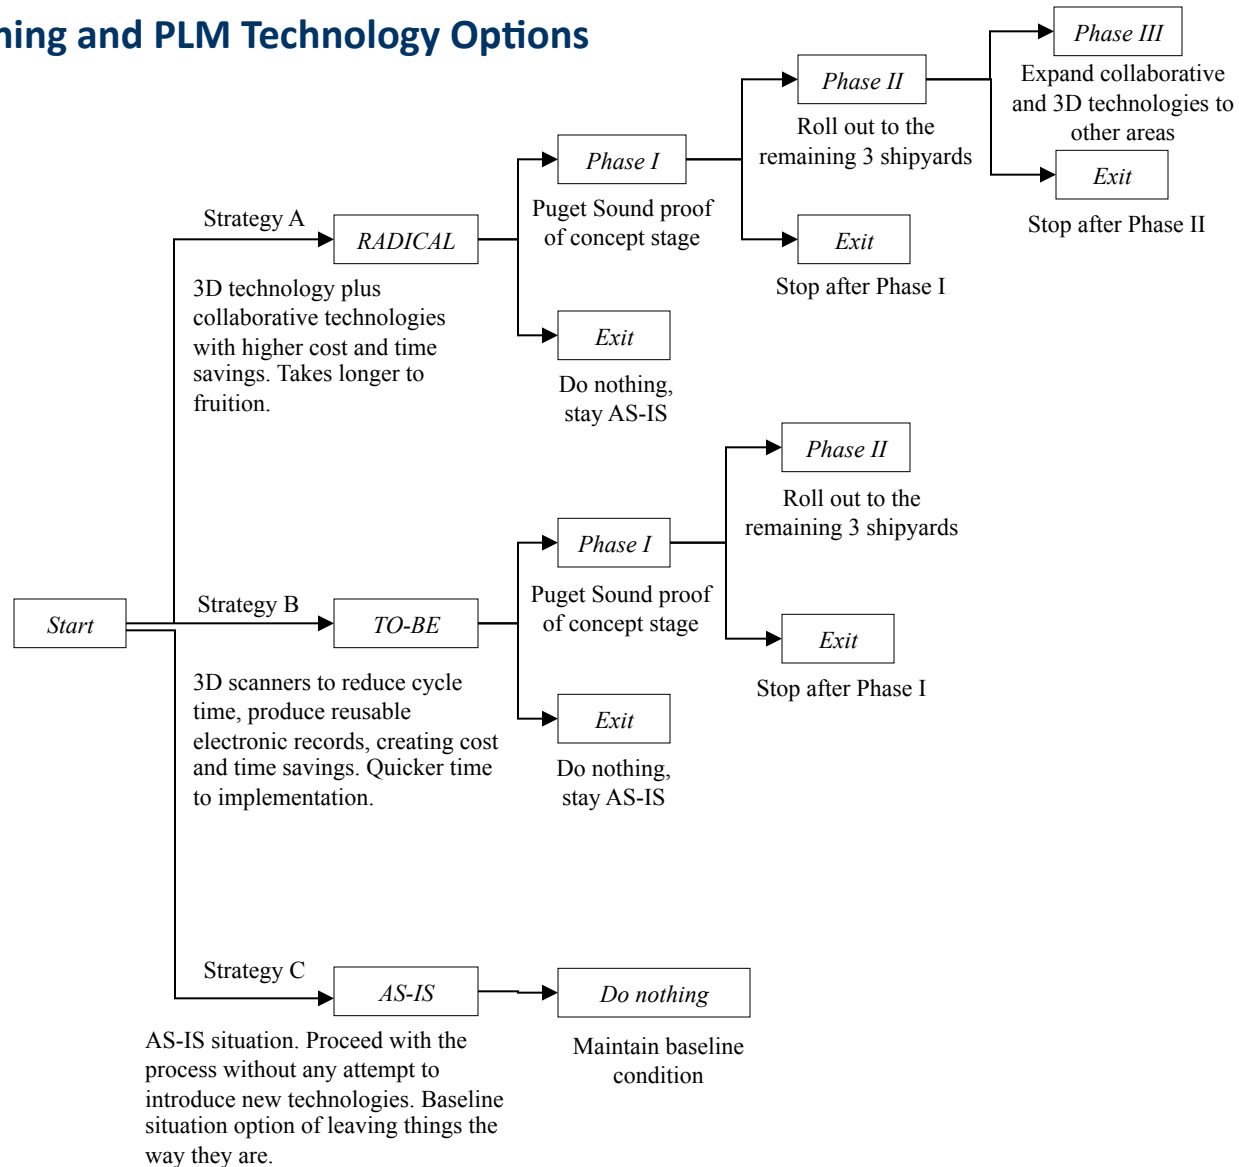 and PLM Technology Options
Phase III
Expand collaborative
and 3D technologies to
other areas
Phase II
Roll out to the
remaining 3 shipyards
Exit
Stop after Phase II
Phase I
Puget Sound proof
of concept stage
Exit
Stop after Phase I
Strategy A
RADICAL
3D technology plus
collaborative technologies
with higher cost and time
savings. Takes longer to
fruition.
Exit
Do nothing,
stay AS-IS
Phase II
Roll out to the
remaining 3 shipyards
Phase I
Puget Sound proof
of concept stage
Exit
Stop after Phase I
Start
Strategy B
TO-BE
3D scanners to reduce cycle
time, produce reusable
electronic records, creating cost
and time savings. Quicker time
to implementation.
Exit
Do nothing,
stay AS-IS
Strategy C
AS-IS
Do nothing
Maintain baseline
condition
AS-IS situation. Proceed with the
process without any attempt to
introduce new technologies. Baseline
situation option of leaving things the
way they are.